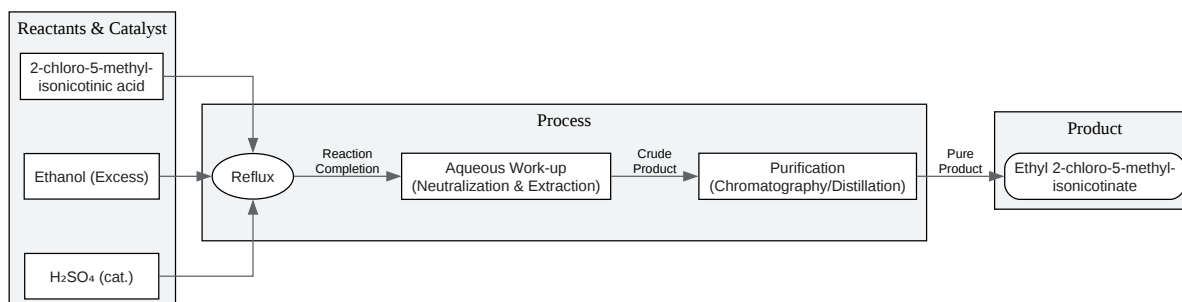 Reactants & Catalyst
2-chloro-5-methyl-
isonicotinic acid
Ethanol (Excess)
H₂SO₄ (cat.)
Process
Reflux
Reaction
Completion
Aqueous Work-up
(Neutralization & Extraction)
Crude
Product
Purification
(Chromatography/Distillation)
Pure
Product
Product
Ethyl 2-chloro-5-methyl-
isonicotinate